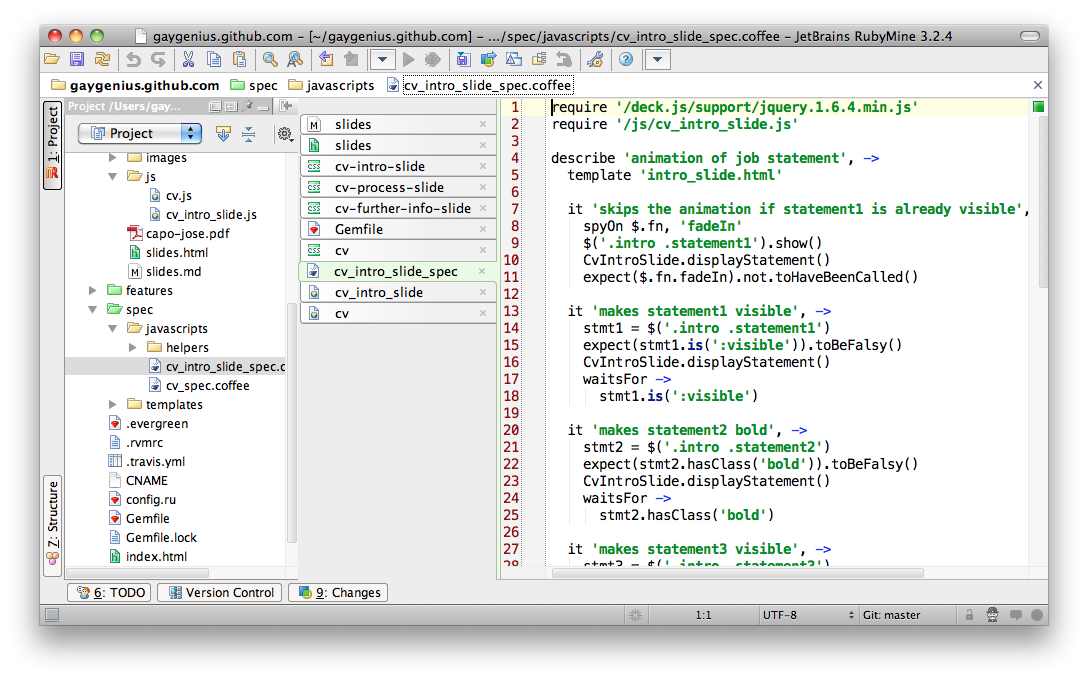 gaygenius.github.com – [~/gaygenius.github.com] – .../spec/javascripts/cv_intro_slide_spec.coffee – JetBrains RubyMine 3.2.4
gaygenius.github.com spec javascripts cv_intro_slide_spec.coffee
1: Project
Project /Users/gay...
Project
images
js
cv.js
cv_intro_slide.js
capo-jose.pdf
slides.html
slides.md
features
spec
javascripts
helpers
cv_intro_slide_spec.c
cv_spec.coffee
templates
.evergreen
.rvmrc
.travis.yml
CNAME
config.ru
Gemfile
Gemfile.lock
index.html
Z: Structure
slides
slides
cv-intro-slide
cv-process-slide
cv-further-info-slide
Gemfile
cv
cv_intro_slide_spec
cv_intro_slide
cv
1 require '/deck.js/support/jquery.1.6.4.min.js'
2 require '/js/cv_intro_slide.js'
3
4 describe 'animation of job statement', ->
5 template 'intro_slide.html'
6
7 it 'skips the animation if statement1 is already visible',
8 spyOn $.fn, 'fadeIn'
9 $('.intro .statement1').show()
10 CvIntroSlide.displayStatement()
11 expect($.fn.fadeIn).not.toHaveBeenCalled()
12
13 it 'makes statement1 visible', ->
14 stmt1 = $('.intro .statement1')
15 expect(stmt1.is(':visible')).toBeFalsy()
16 CvIntroSlide.displayStatement()
17 waitsFor ->
18 stmt1.is(':visible')
19
20 it 'makes statement2 bold', ->
21 stmt2 = $('.intro .statement2')
22 expect(stmt2.hasClass('bold')).toBeFalsy()
23 CvIntroSlide.displayStatement()
24 waitsFor ->
25 stmt2.hasClass('bold')
26
27 it 'makes statement3 visible', ->
28 stmt3 = $('.intro .statement3')
6: TODO Version Control 9: Changes
1:1 UTF-8 Git: master